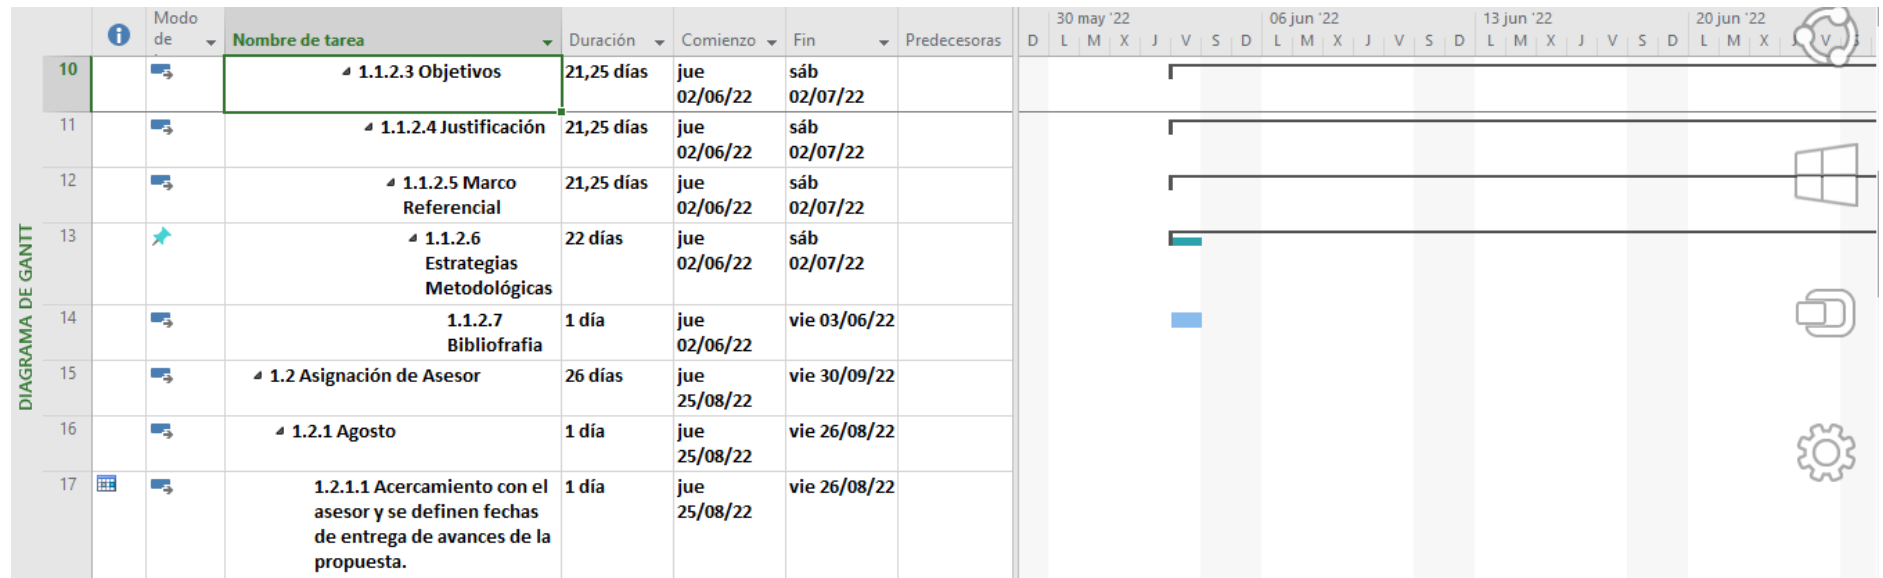 Modo de
Nombre de tarea
Duración
Comienzo
Fin
Predecesoras
30 may '22
06 jun '22
13 jun '22
20 jun '22
D L M X J V S D L M X J V S D L M X J V S D L M X J V S
DIAGRAMA DE GANTT
10
1.1.2.3 Objetivos
21,25 días
jue
02/06/22
sáb
02/07/22
11
1.1.2.4 Justificación
21,25 días
jue
02/06/22
sáb
02/07/22
12
1.1.2.5 Marco
Referencial
21,25 días
jue
02/06/22
sáb
02/07/22
13
1.1.2.6
Estrategias
Metodológicas
22 días
jue
02/06/22
sáb
02/07/22
14
1.1.2.7
Bibliofrafia
1 día
jue
02/06/22
vie 03/06/22
15
1.2 Asignación de Asesor
26 días
jue
25/08/22
vie 30/09/22
16
1.2.1 Agosto
1 día
jue
25/08/22
vie 26/08/22
17
1.2.1.1 Acercamiento con el
asesor y se definen fechas
de entrega de avances de la
propuesta.
1 día
jue
25/08/22
vie 26/08/22